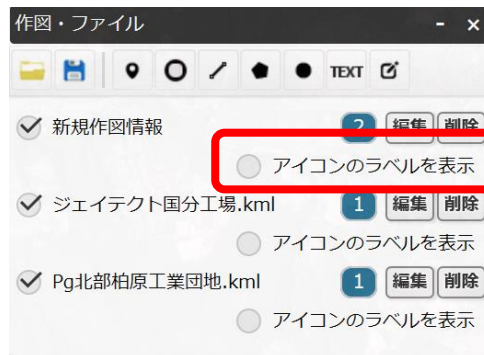 作図・ファイル
TEXT
新規作図情報 2 編集 削除
アイコンのラベルを表示
ジェイテクト国分工場.kml 1 編集 削除
アイコンのラベルを表示
Pg北部柏原工業団地.kml 1 編集 削除
アイコンのラベルを表示